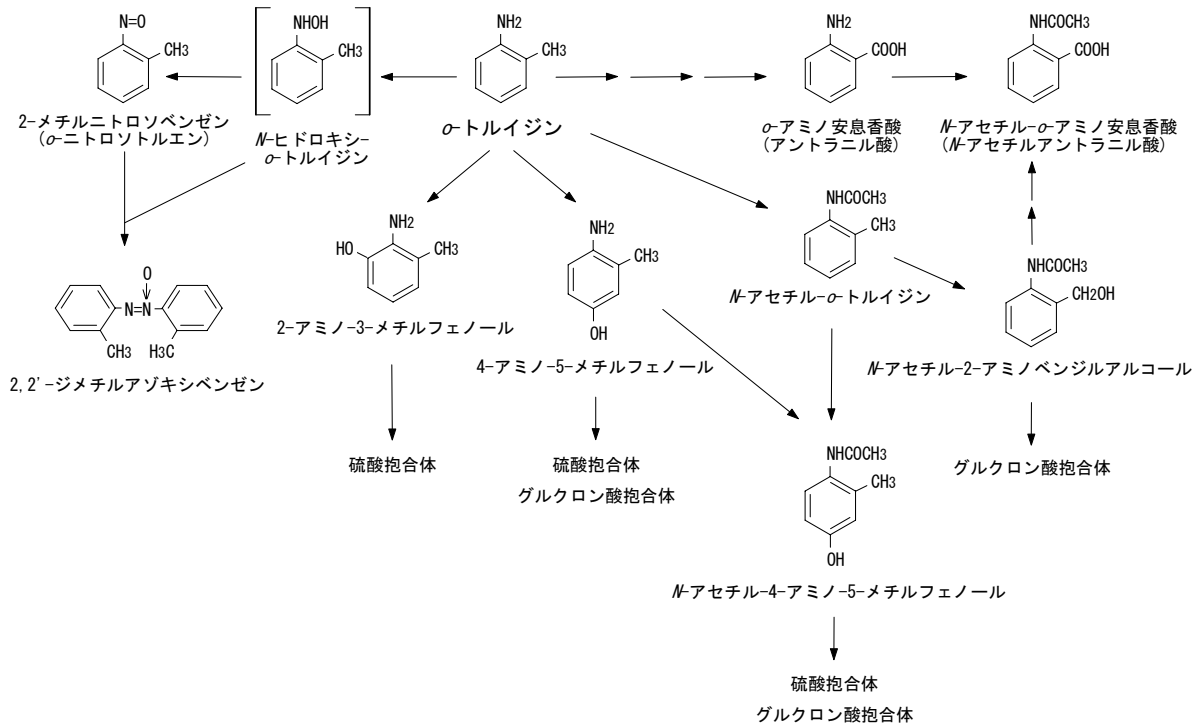 N=O
CH3
2-メチルニトロソベンゼン
(o-ニトロソトルエン)
NHOH
CH3
N-ヒドロキシ-
o-トルイジン
NH2
CH3
o-トルイジン
NH2
COOH
o-アミノ安息香酸
(アントラニル酸)
NHCOCH3
COOH
N-アセチル-o-アミノ安息香酸
(N-アセチルアントラニル酸)
O
N=N
CH3
H3C
2,2'-ジメチルアゾキシベンゼン
NH2
HO
CH3
2-アミノ-3-メチルフェノール
硫酸抱合体
NH2
CH3
OH
4-アミノ-5-メチルフェノール
硫酸抱合体
グルクロン酸抱合体
NHCOCH3
CH3
N-アセチル-o-トルイジン
NHCOCH3
CH2OH
N-アセチル-2-アミノベンジルアルコール
グルクロン酸抱合体
NHCOCH3
CH3
OH
N-アセチル-4-アミノ-5-メチルフェノール
硫酸抱合体
グルクロン酸抱合体